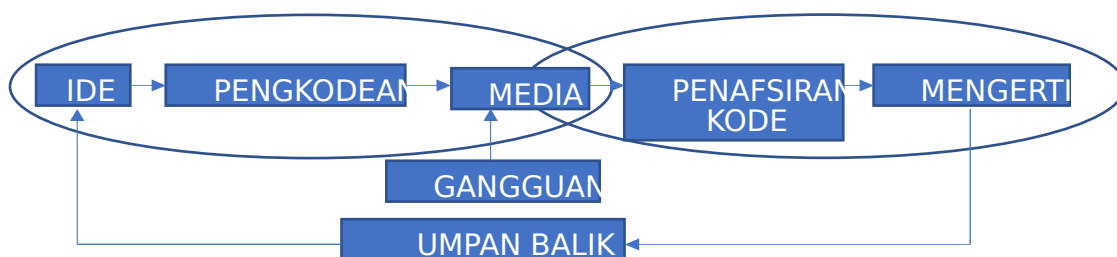 IDE
PENGKODEAN
MEDIA
PENAFSIRAN
KODE
MENGERTI
GANGGUAN
UMPAN BALIK